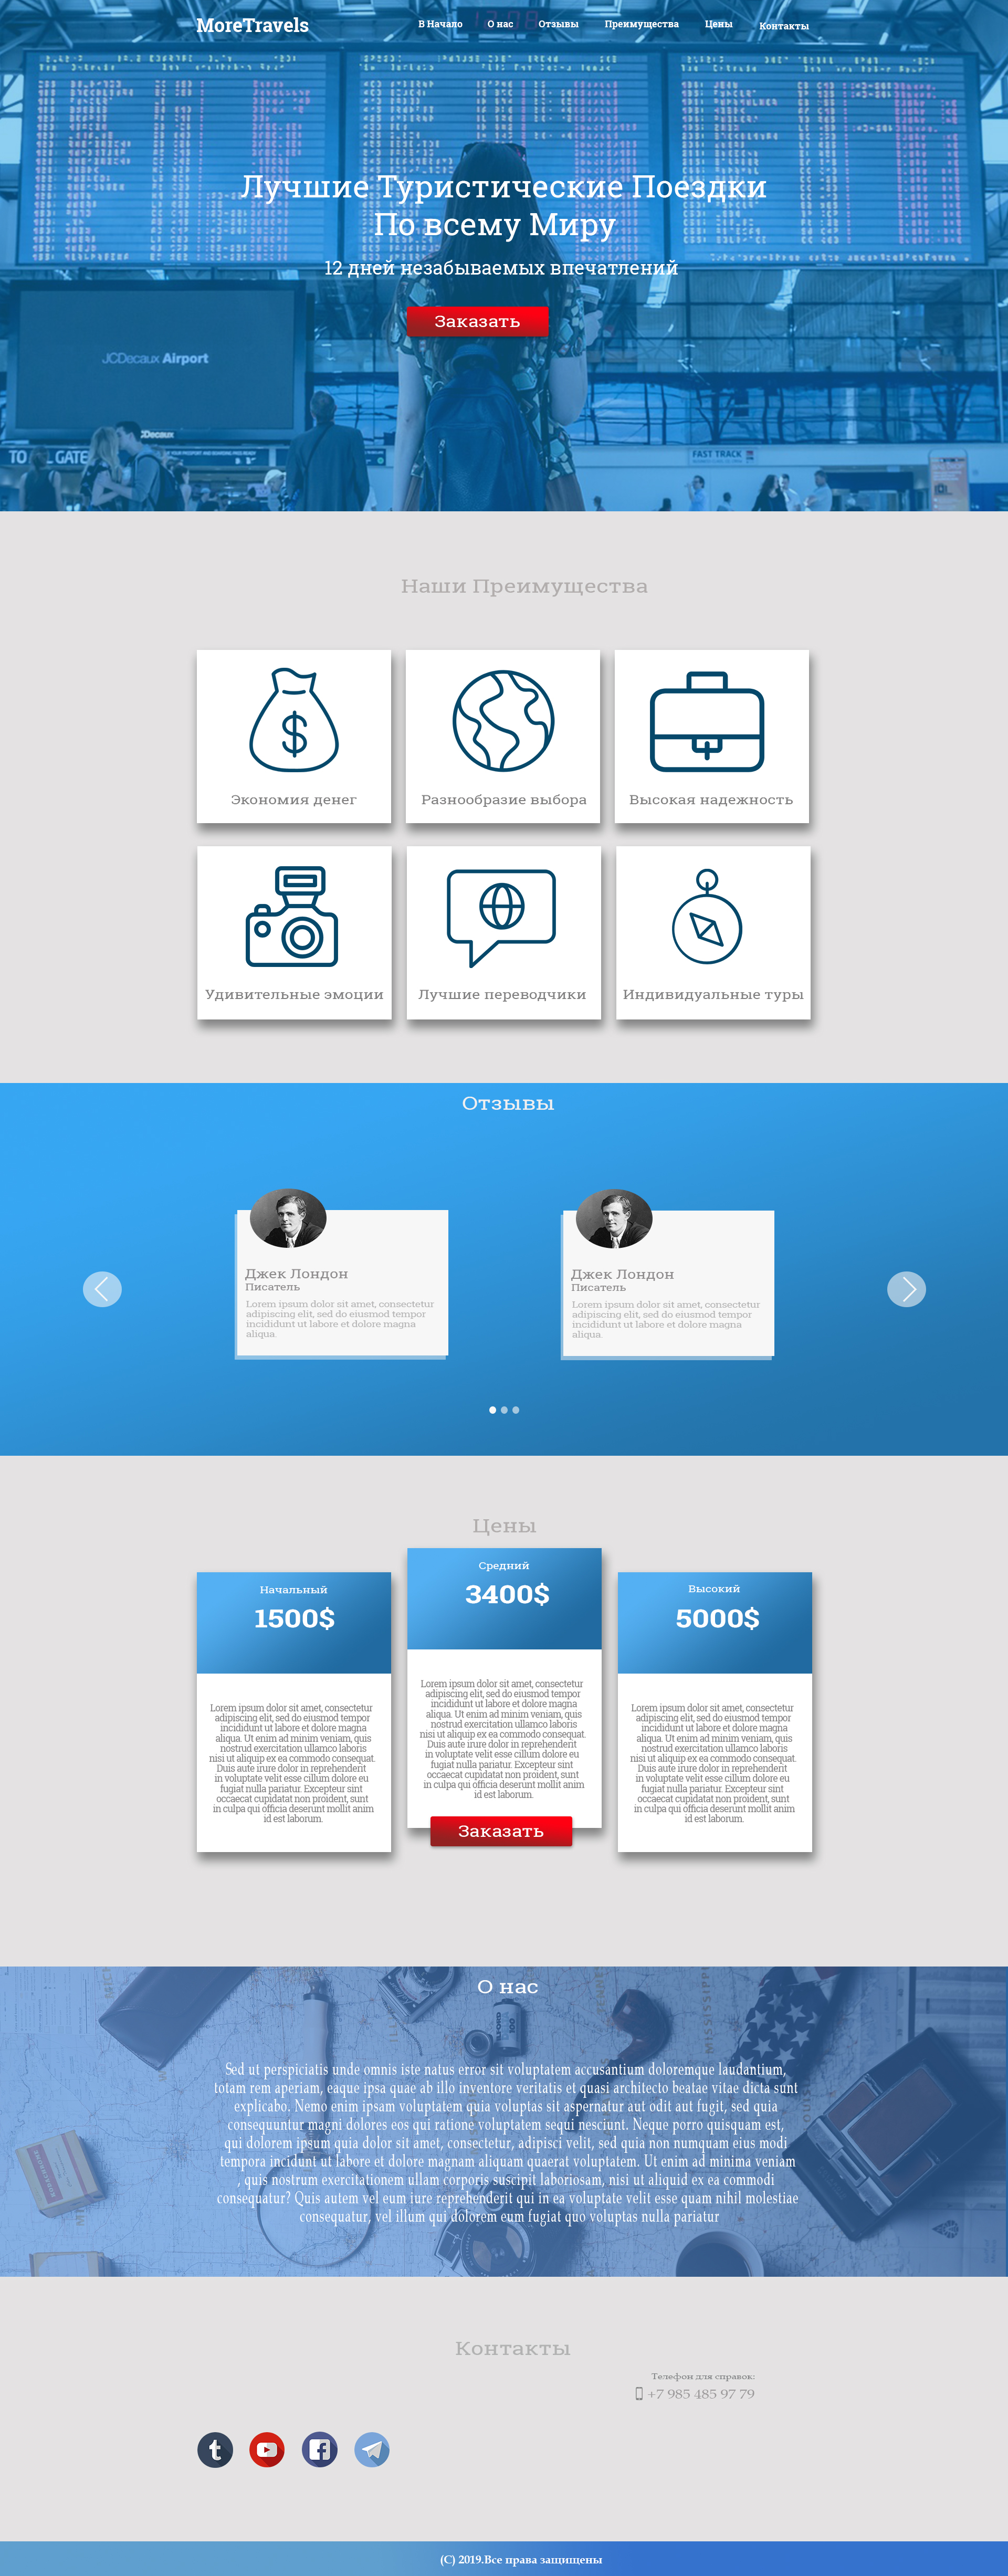 MoreTravels
В Начало
О нас
Отзывы
Преимущества
Цены
Контакты
Лучшие Туристические Поездки
По всему Миру
12 дней незабываемых впечатлений
Заказать
JCDecaux Airport
JCDecaux
GATE
FAST TRACK
Наши Преимущества
Экономия денег
Разнообразие выбора
Высокая надежность
Удивительные эмоции
Лучшие переводчики
Индивидуальные туры
Отзывы
Джек Лондон
Писатель
Lorem ipsum dolor sit amet, consectetur
adipiscing elit, sed do eiusmod tempor
incididunt ut labore et dolore magna
aliqua.
Джек Лондон
Писатель
Lorem ipsum dolor sit amet, consectetur
adipiscing elit, sed do eiusmod tempor
incididunt ut labore et dolore magna
aliqua.
Цены
Начальный
1500$
Lorem ipsum dolor sit amet, consectetur
adipiscing elit, sed do eiusmod tempor
incididunt ut labore et dolore magna
aliqua. Ut enim ad minim veniam, quis
nostrud exercitation ullamco laboris
nisi ut aliquip ex ea commodo consequat.
Duis aute irure dolor in reprehenderit
in voluptate velit esse cillum dolore eu
fugiat nulla pariatur. Excepteur sint
occaecat cupidatat non proident, sunt
in culpa qui officia deserunt mollit anim
id est laborum.
Средний
3400$
Lorem ipsum dolor sit amet, consectetur
adipiscing elit, sed do eiusmod tempor
incididunt ut labore et dolore magna
aliqua. Ut enim ad minim veniam, quis
nostrud exercitation ullamco laboris
nisi ut aliquip ex ea commodo consequat.
Duis aute irure dolor in reprehenderit
in voluptate velit esse cillum dolore eu
fugiat nulla pariatur. Excepteur sint
occaecat cupidatat non proident, sunt
in culpa qui officia deserunt mollit anim
id est laborum.
Заказать
Высокий
5000$
Lorem ipsum dolor sit amet, consectetur
adipiscing elit, sed do eiusmod tempor
incididunt ut labore et dolore magna
aliqua. Ut enim ad minim veniam, quis
nostrud exercitation ullamco laboris
nisi ut aliquip ex ea commodo consequat.
Duis aute irure dolor in reprehenderit
in voluptate velit esse cillum dolore eu
fugiat nulla pariatur. Excepteur sint
occaecat cupidatat non proident, sunt
in culpa qui officia deserunt mollit anim
id est laborum.
О нас
Sed ut perspiciatis unde omnis iste natus error sit voluptatem accusantium doloremque laudantium,
totam rem aperiam, eaque ipsa quae ab illo inventore veritatis et quasi architecto beatae vitae dicta sunt
explicabo. Nemo enim ipsam voluptatem quia voluptas sit aspernatur aut odit aut fugit, sed quia
consequuntur magni dolores eos qui ratione voluptatem sequi nesciunt. Neque porro quisquam est,
qui dolorem ipsum quia dolor sit amet, consectetur, adipisci velit, sed quia non numquam eius modi
tempora incidunt ut labore et dolore magnam aliquam quaerat voluptatem. Ut enim ad minima veniam
, quis nostrum exercitationem ullam corporis suscipit laboriosam, nisi ut aliquid ex ea commodi
consequatur? Quis autem vel eum iure reprehenderit qui in ea voluptate velit esse quam nihil molestiae
consequatur, vel illum qui dolorem eum fugiat quo voluptas nulla pariatur
Контакты
Телефон для справок:
+7 985 485 97 79
(C) 2019.Все права защищены